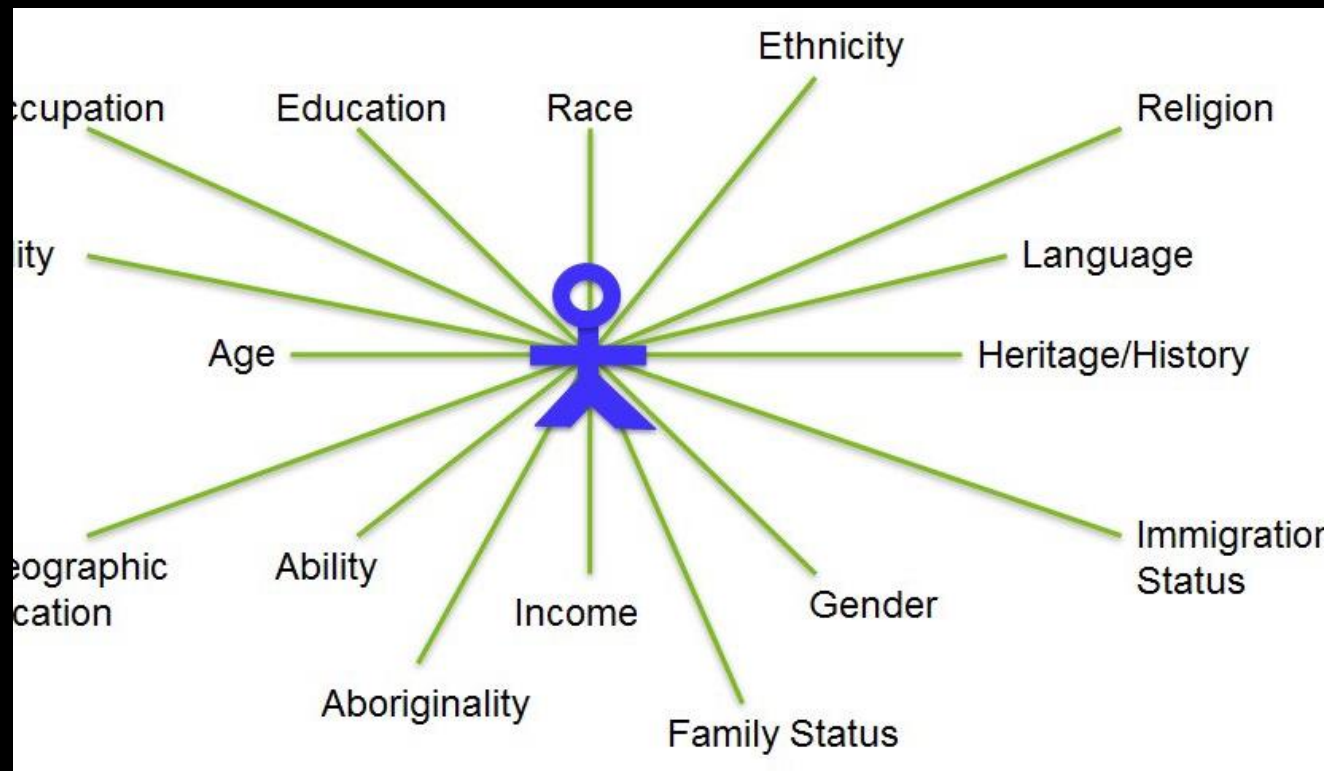 Ethnicity
ccupation
Education
Race
Religion
lity
Language
Age
Heritage/History
Immigration
Status
eographic
cation
Ability
Income
Gender
Aboriginality
Family Status